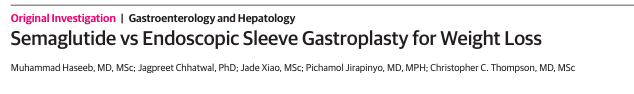 Original Investigation | Gastroenterology and Hepatology
Semaglutide vs Endoscopic Sleeve Gastroplasty for Weight Loss
Muhammad Haseeb, MD, MSc; Jagpreet Chhatwal, PhD; Jade Xiao, MSc; Pichamol Jirapinyo, MD, MPH; Christopher C. Thompson, MD, MSc